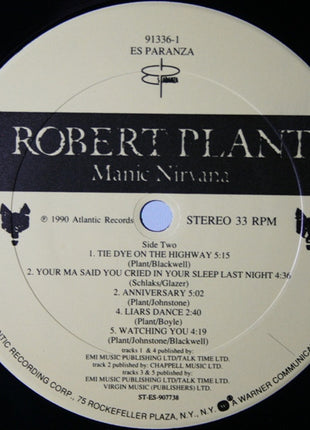 91336-1
ES PARANZA
ROBERT PLANT
Manic Nirvana
℗ 1990 Atlantic Records
STEREO 33 RPM
Side Two
1. TIE DYE ON THE HIGHWAY 5:15
(Plant/Blackwell)
2. YOUR MA SAID YOU CRIED IN YOUR SLEEP LAST NIGHT 4:36
(Schlaks/Glazer)
2. ANNIVERSARY 5:02
(Plant/Johnstone)
4. LIARS DANCE 2:40
(Plant/Boyle)
5. WATCHING YOU 4:19
(Plant/Johnstone/Blackwell)
tracks 1 & 4 published by:
EMI MUSIC PUBLISHING LTD/TALK TIME LTD.
track 2 published by: CHAPPELL MUSIC LTD.
tracks 3 & 5 published by:
EMI MUSIC PUBLISHING LTD/TALK TIME LTD.
VIRGIN MUSIC (PUBLISHERS) LTD.
ST-ES-907738
ANTIC RECORDING CORP., 75 ROCKEFELLER PLAZA, N.Y., N.Y. A WARNER COMMUNICA